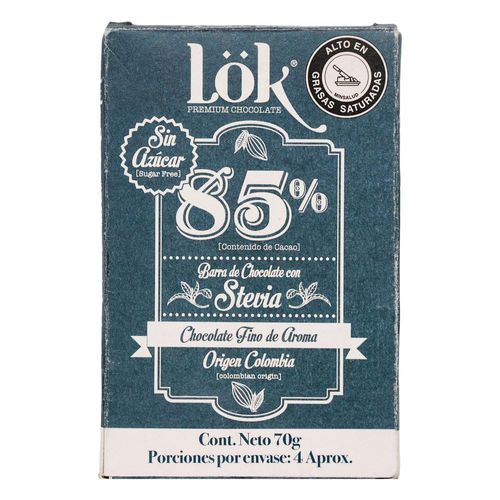 lök®
PREMIUM CHOCOLATE
ALTO EN
GRASAS SATURADAS
MINSALUD
Sin
Azúcar
[Sugar Free]
85%
[Contenido de Cacao]
Barra de Chocolate con
Stevia
Chocolate Fino de Aroma
Origen Colombia
[colombian origin]
Cont. Neto 70g
Porciones por envase: 4 Aprox.